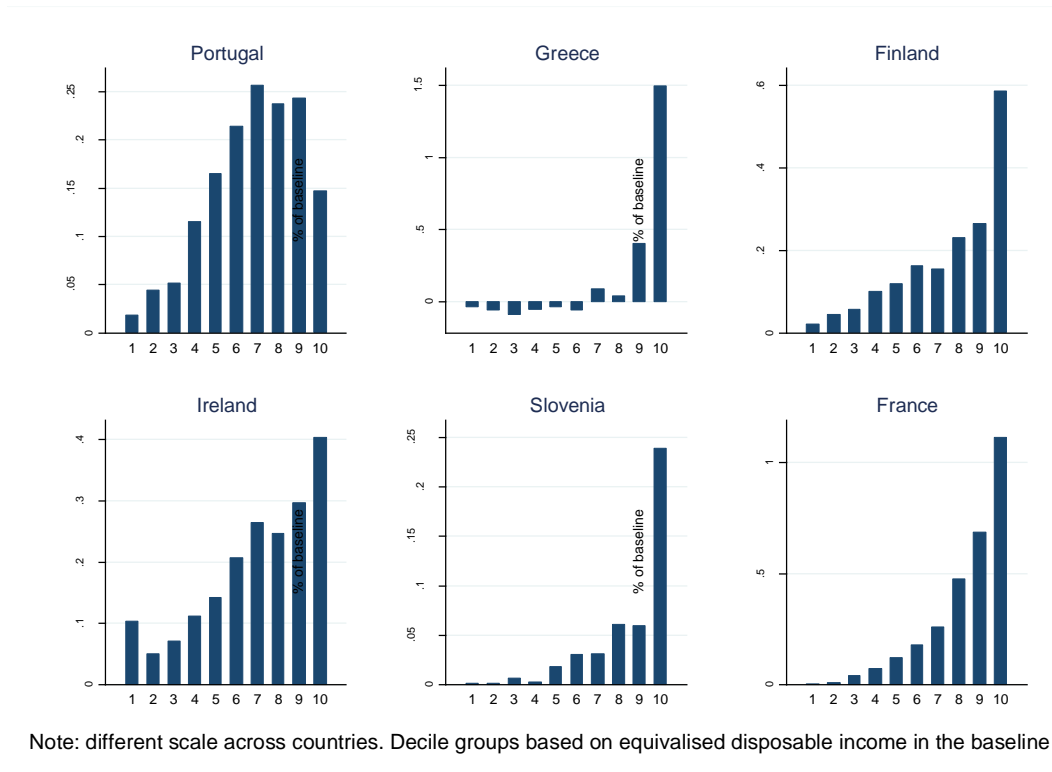 Portugal
Greece
Finland
.25
.2
.15
.1
.05
0
% of baseline
1 2 3 4 5 6 7 8 9 10
1.5
1
.5
0
% of baseline
1 2 3 4 5 6 7 8 9 10
.6
.4
.2
0
1 2 3 4 5 6 7 8 9 10
Ireland
Slovenia
France
.4
.3
.2
.1
0
% of baseline
1 2 3 4 5 6 7 8 9 10
.25
.2
.15
.1
.05
0
% of baseline
1 2 3 4 5 6 7 8 9 10
1
.5
0
1 2 3 4 5 6 7 8 9 10
Note: different scale across countries. Decile groups based on equivalised disposable income in the baseline